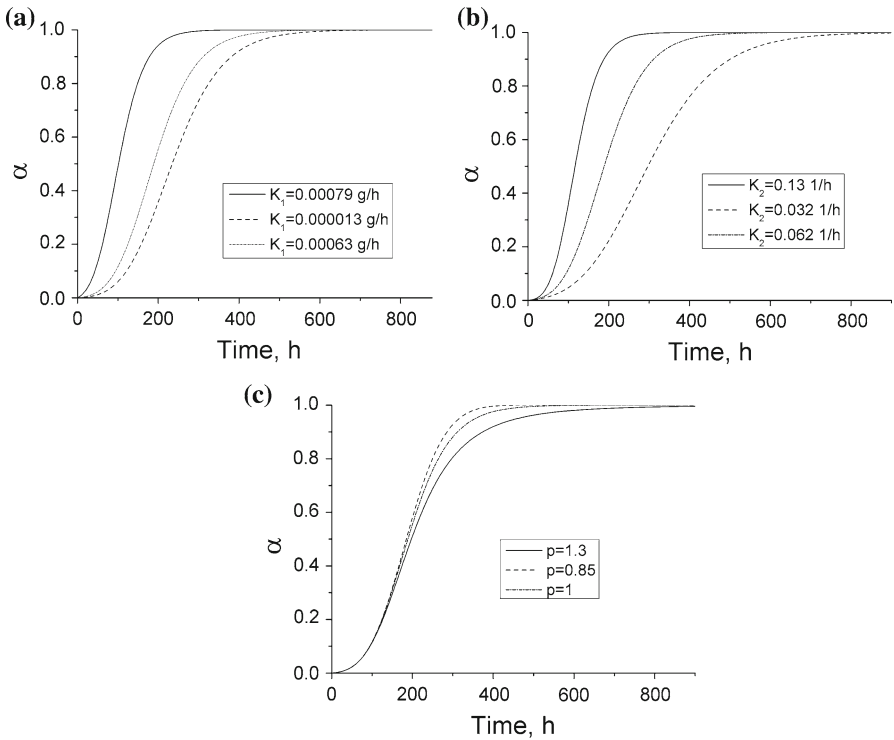 (a)
1.0
0.8
0.6
0.4
0.2
0.0
α
K1=0.00079 g/h
K1=0.000013 g/h
K1=0.00063 g/h
0 200 400 600 800
Time, h
(b)
1.0
0.8
0.6
0.4
0.2
0.0
α
K2=0.13 1/h
K2=0.032 1/h
K2=0.062 1/h
0 200 400 600 800
Time, h
(c)
1.0
0.8
0.6
0.4
0.2
0.0
α
p=1.3
p=0.85
p=1
0 200 400 600 800
Time, h